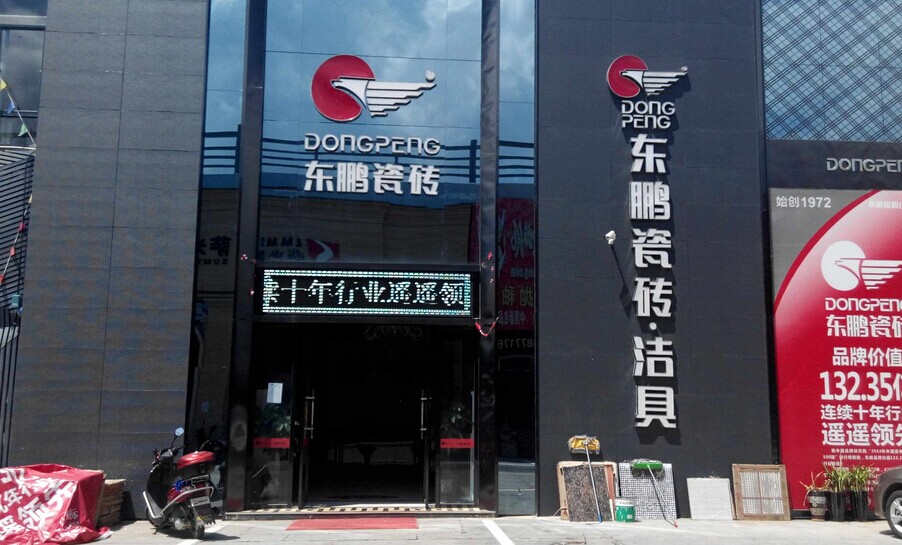 DONGPENG
东鹏瓷砖
十年行业遥遥领
DONG
PENG
东鹏瓷砖·洁具
DONGPENG
始创1972
DONGPENG
东鹏瓷砖
品牌价值
132.35亿
连续十年行
遥遥领先